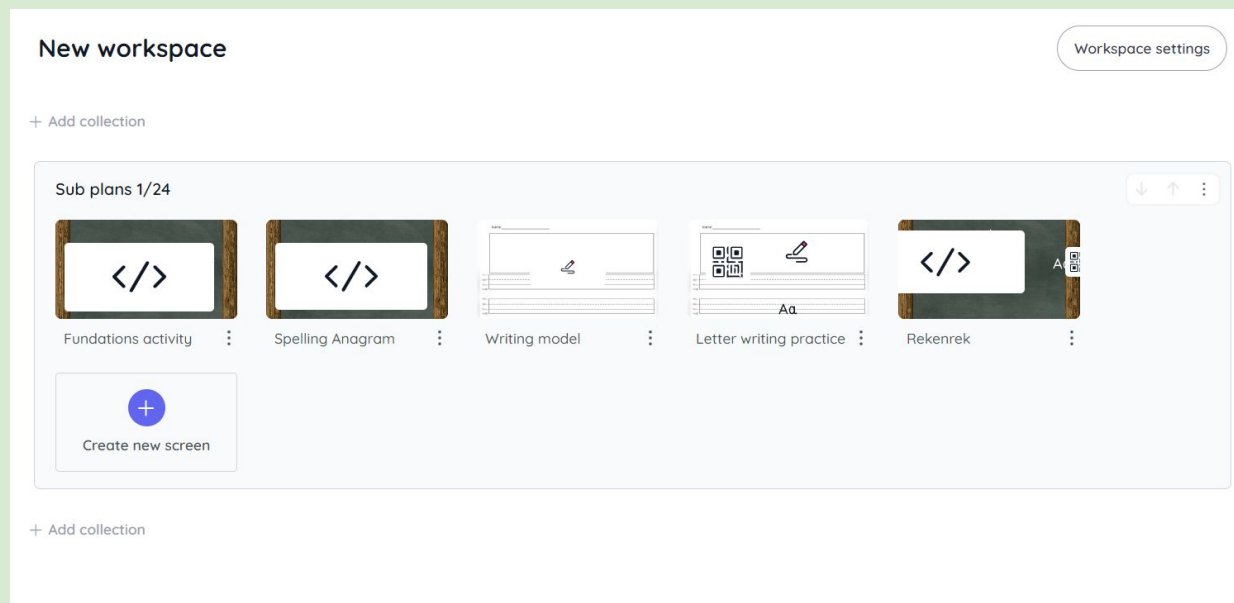 New workspace
Workspace settings
+ Add collection
Sub plans 1/24
</>
</>
Aa
</>
Fundations activity
Spelling Anagram
Writing model
Letter writing practice
Rekenrek
Create new screen
+ Add collection